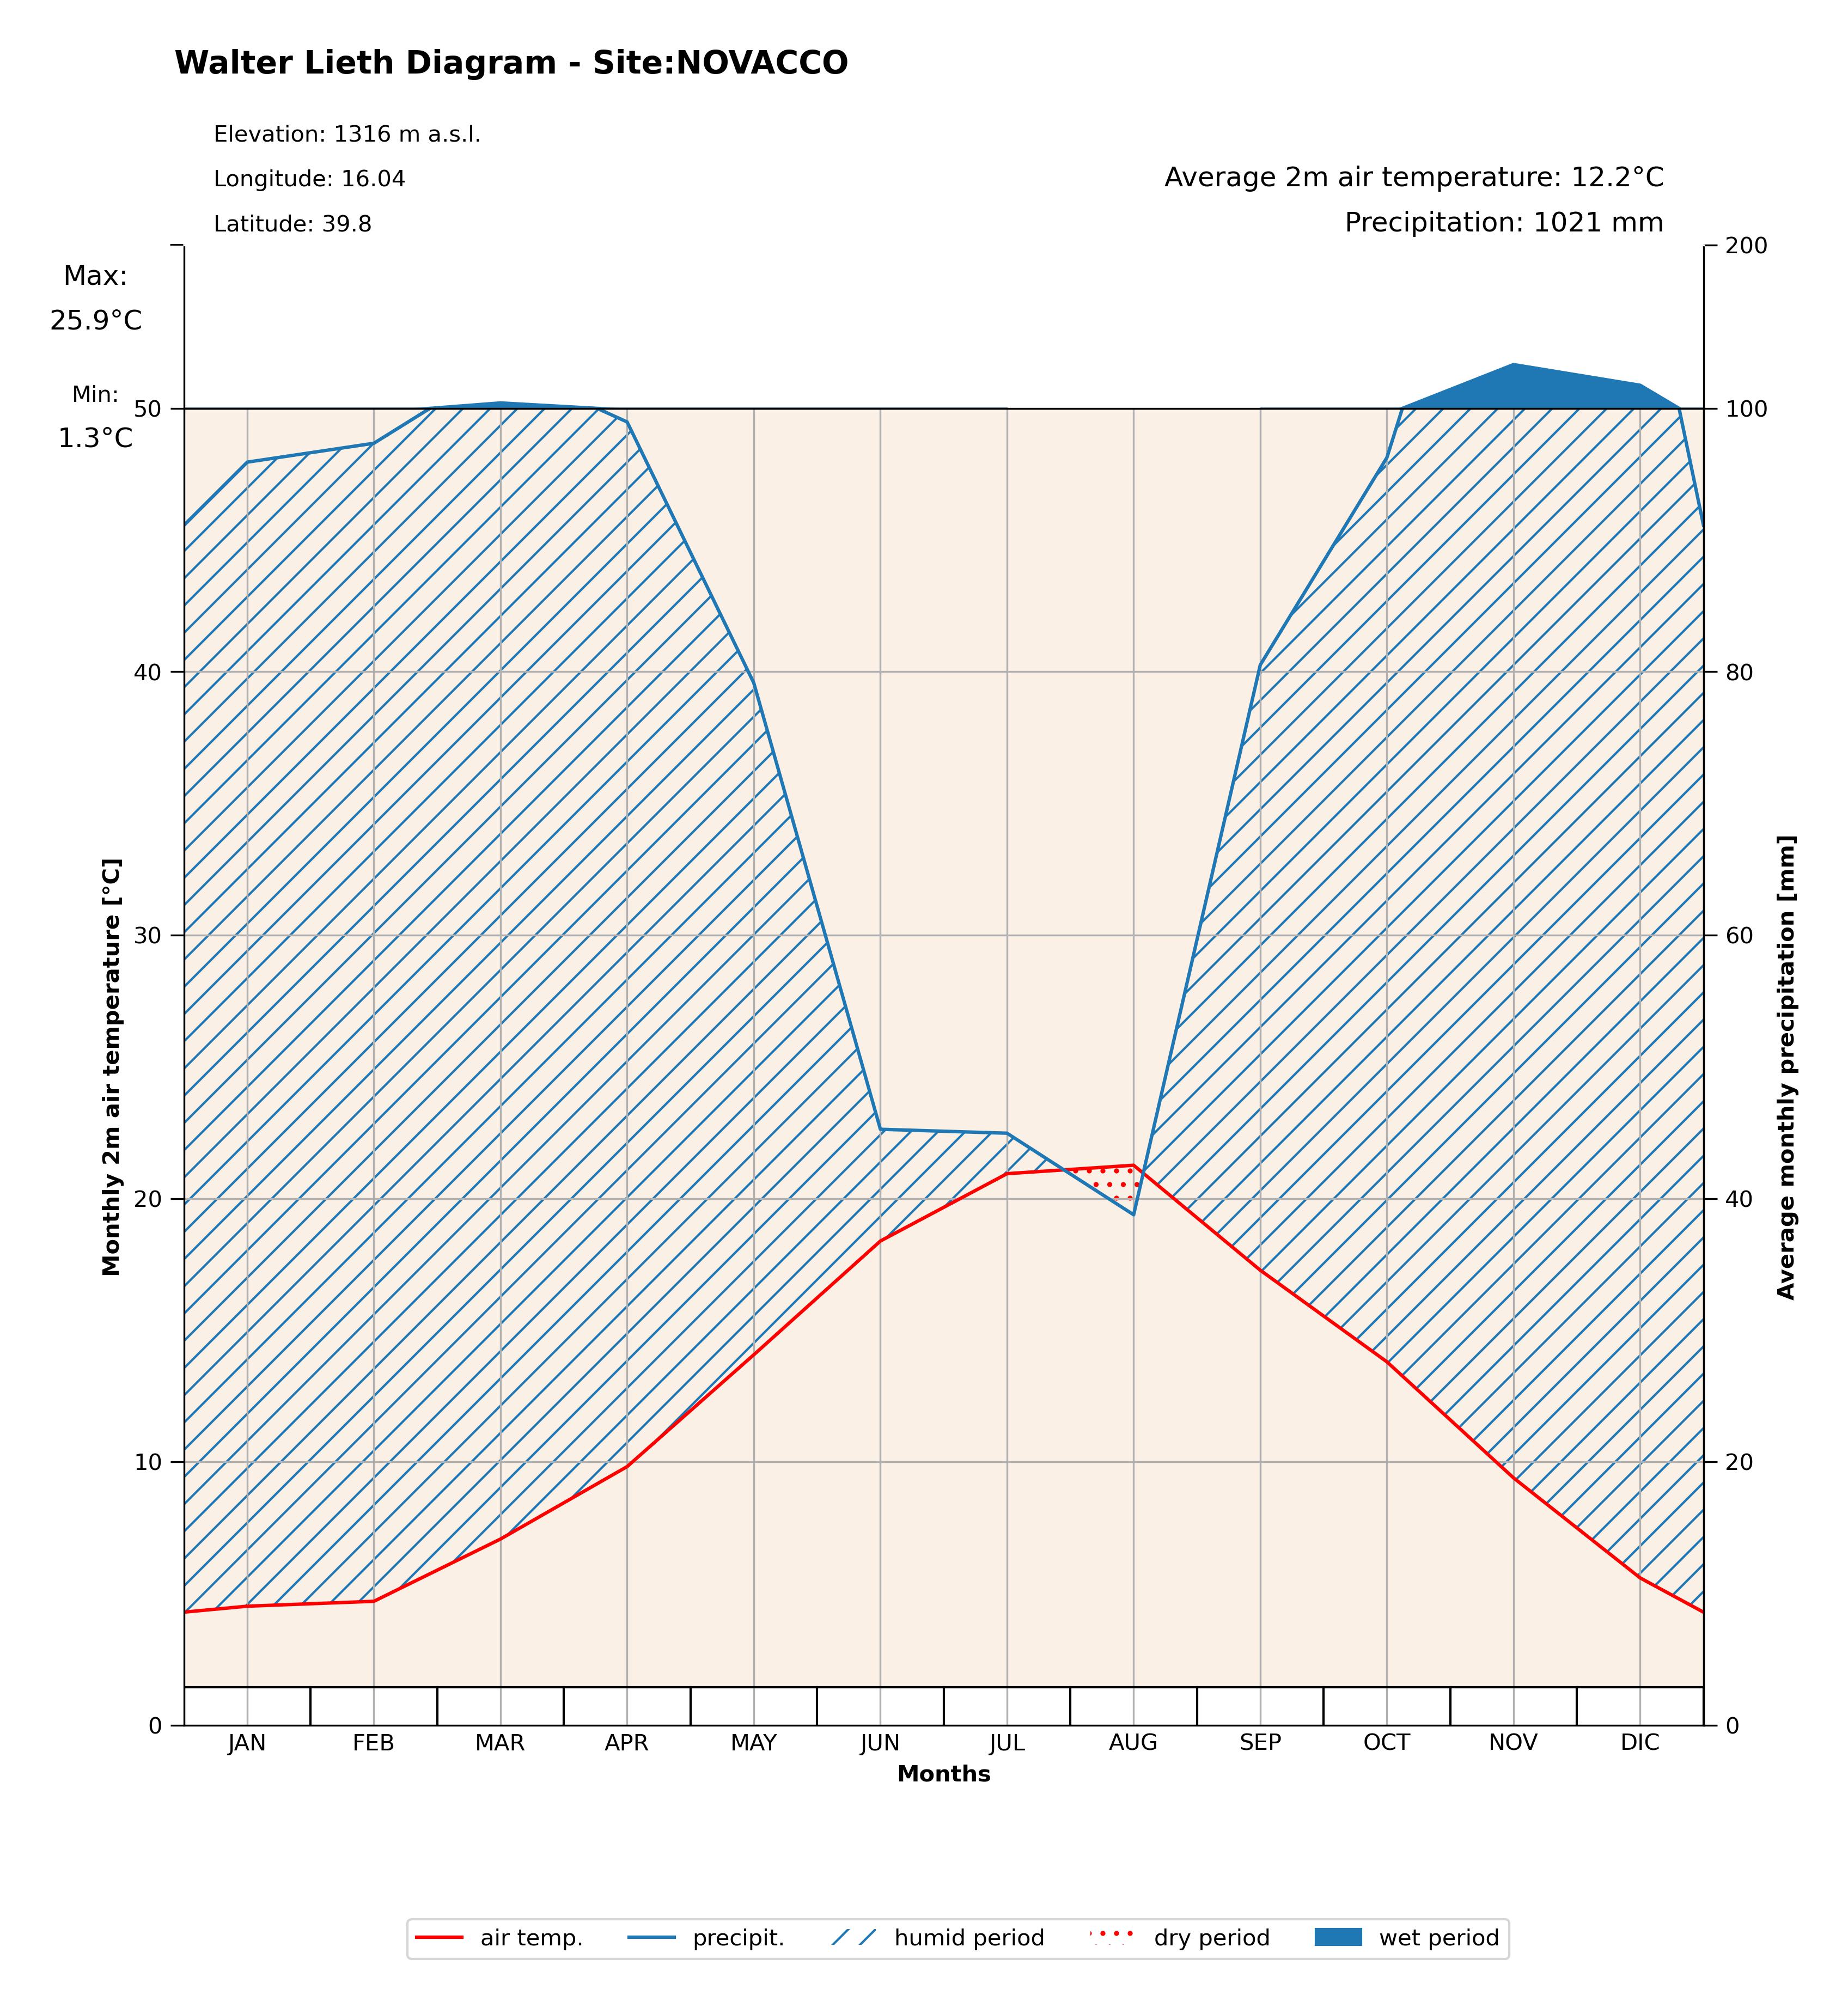 Walter Lieth Diagram - Site:NOVACCO
Elevation: 1316 m a.s.l.
Longitude: 16.04
Latitude: 39.8
Average 2m air temperature: 12.2°C
Precipitation: 1021 mm
Max:
25.9°C
Min:
1.3°C
50
40
30
20
10
0
Monthly 2m air temperature [°C]
200
100
80
60
40
20
0
Average monthly precipitation [mm]
JAN FEB MAR APR MAY JUN JUL AUG SEP OCT NOV DIC
Months
air temp. precipit. humid period dry period wet period